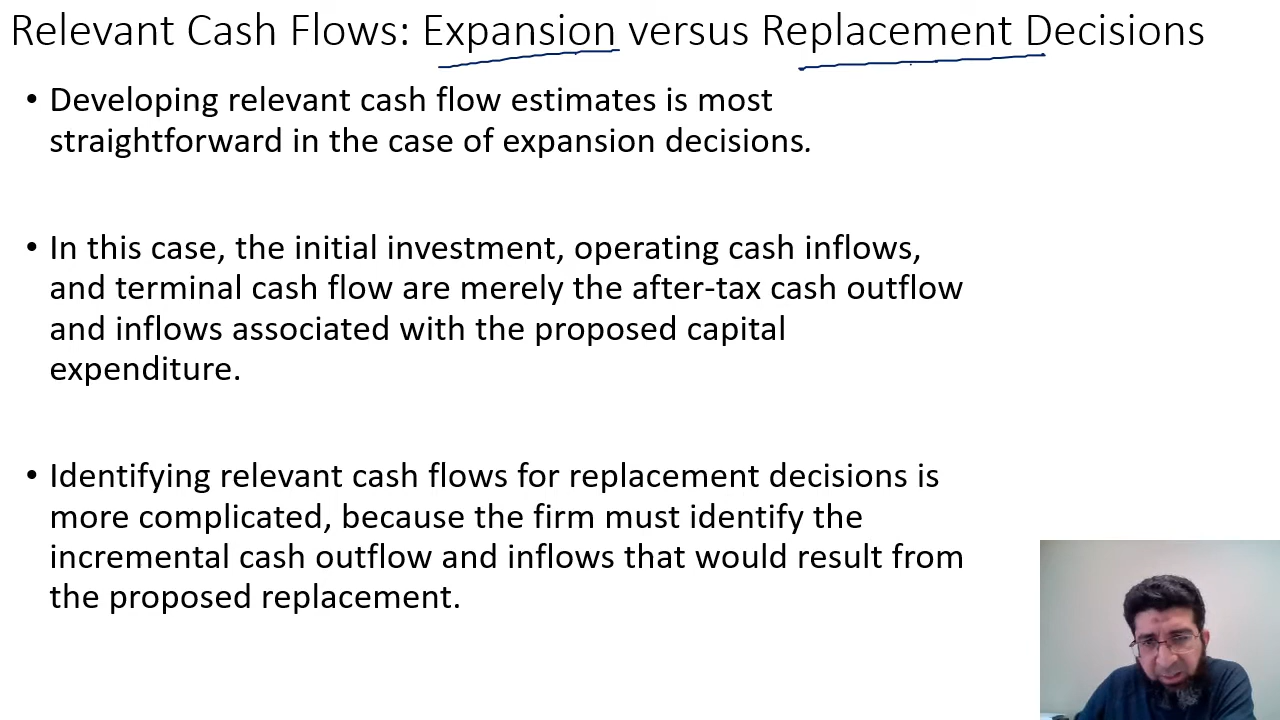 Relevant Cash Flows: Expansion versus Replacement Decisions
• Developing relevant cash flow estimates is most
straightforward in the case of expansion decisions.
• In this case, the initial investment, operating cash inflows,
and terminal cash flow are merely the after-tax cash outflow
and inflows associated with the proposed capital
expenditure.
• Identifying relevant cash flows for replacement decisions is
more complicated, because the firm must identify the
incremental cash outflow and inflows that would result from
the proposed replacement.